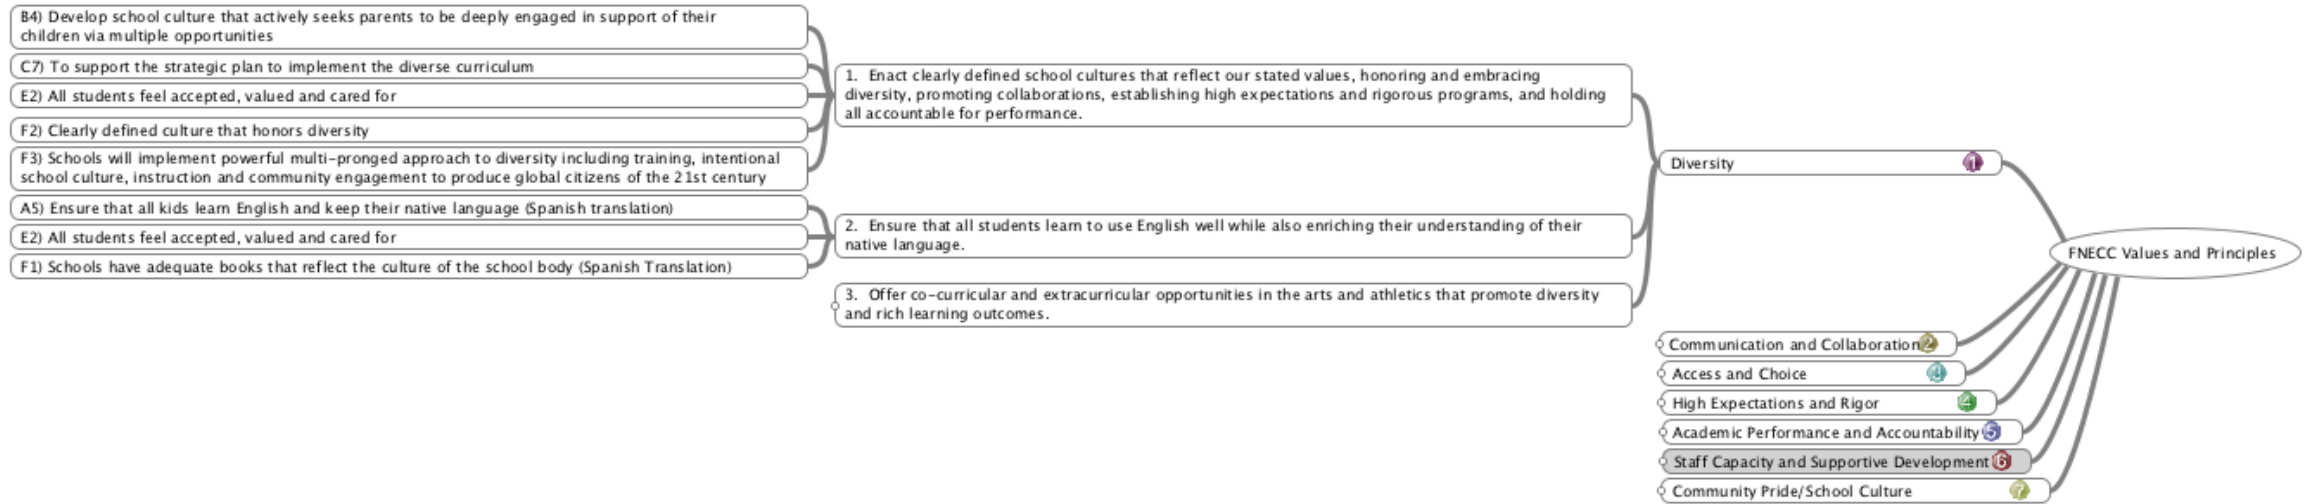 B4) Develop school culture that actively seeks parents to be deeply engaged in support of their
children via multiple opportunities
C7) To support the strategic plan to implement the diverse curriculum
E2) All students feel accepted, valued and cared for
F2) Clearly defined culture that honors diversity
F3) Schools will implement powerful multi-pronged approach to diversity including training, intentional
school culture, instruction and community engagement to produce global citizens of the 21st century
A5) Ensure that all kids learn English and keep their native language (Spanish translation)
E2) All students feel accepted, valued and cared for
F1) Schools have adequate books that reflect the culture of the school body (Spanish Translation)
1. Enact clearly defined school cultures that reflect our stated values, honoring and embracing
diversity, promoting collaborations, establishing high expectations and rigorous programs, and holding
all accountable for performance.
2. Ensure that all students learn to use English well while also enriching their understanding of their
native language.
3. Offer co-curricular and extracurricular opportunities in the arts and athletics that promote diversity
and rich learning outcomes.
Diversity 1
FNECC Values and Principles
Communication and Collaboration 2
Access and Choice 3
High Expectations and Rigor 4
Academic Performance and Accountability 5
Staff Capacity and Supportive Development 6
Community Pride/School Culture 7